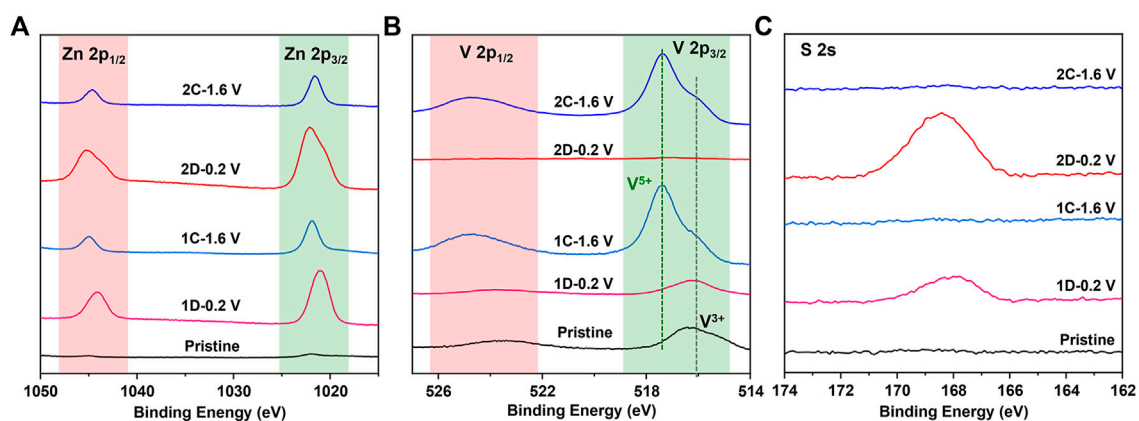 A
Zn 2p1/2
Zn 2p3/2
2C-1.6 V
2D-0.2 V
1C-1.6 V
1D-0.2 V
Pristine
1050 1040 1030 1020
Binding Energy (eV)
B
V 2p1/2
V 2p3/2
2C-1.6 V
2D-0.2 V
V5+
1C-1.6 V
1D-0.2 V
Pristine
V3+
526 522 517 514
Binding Energy (eV)
C
S 2s
2C-1.6 V
2D-0.2 V
1C-1.6 V
1D-0.2 V
Pristine
174 172 170 168 166 164 162
Binding Energy (eV)